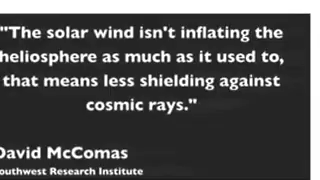 "The solar wind isn't inflating the
heliosphere as much as it used to,
that means less shielding against
cosmic rays."
David McComas
outhwest Research Institute